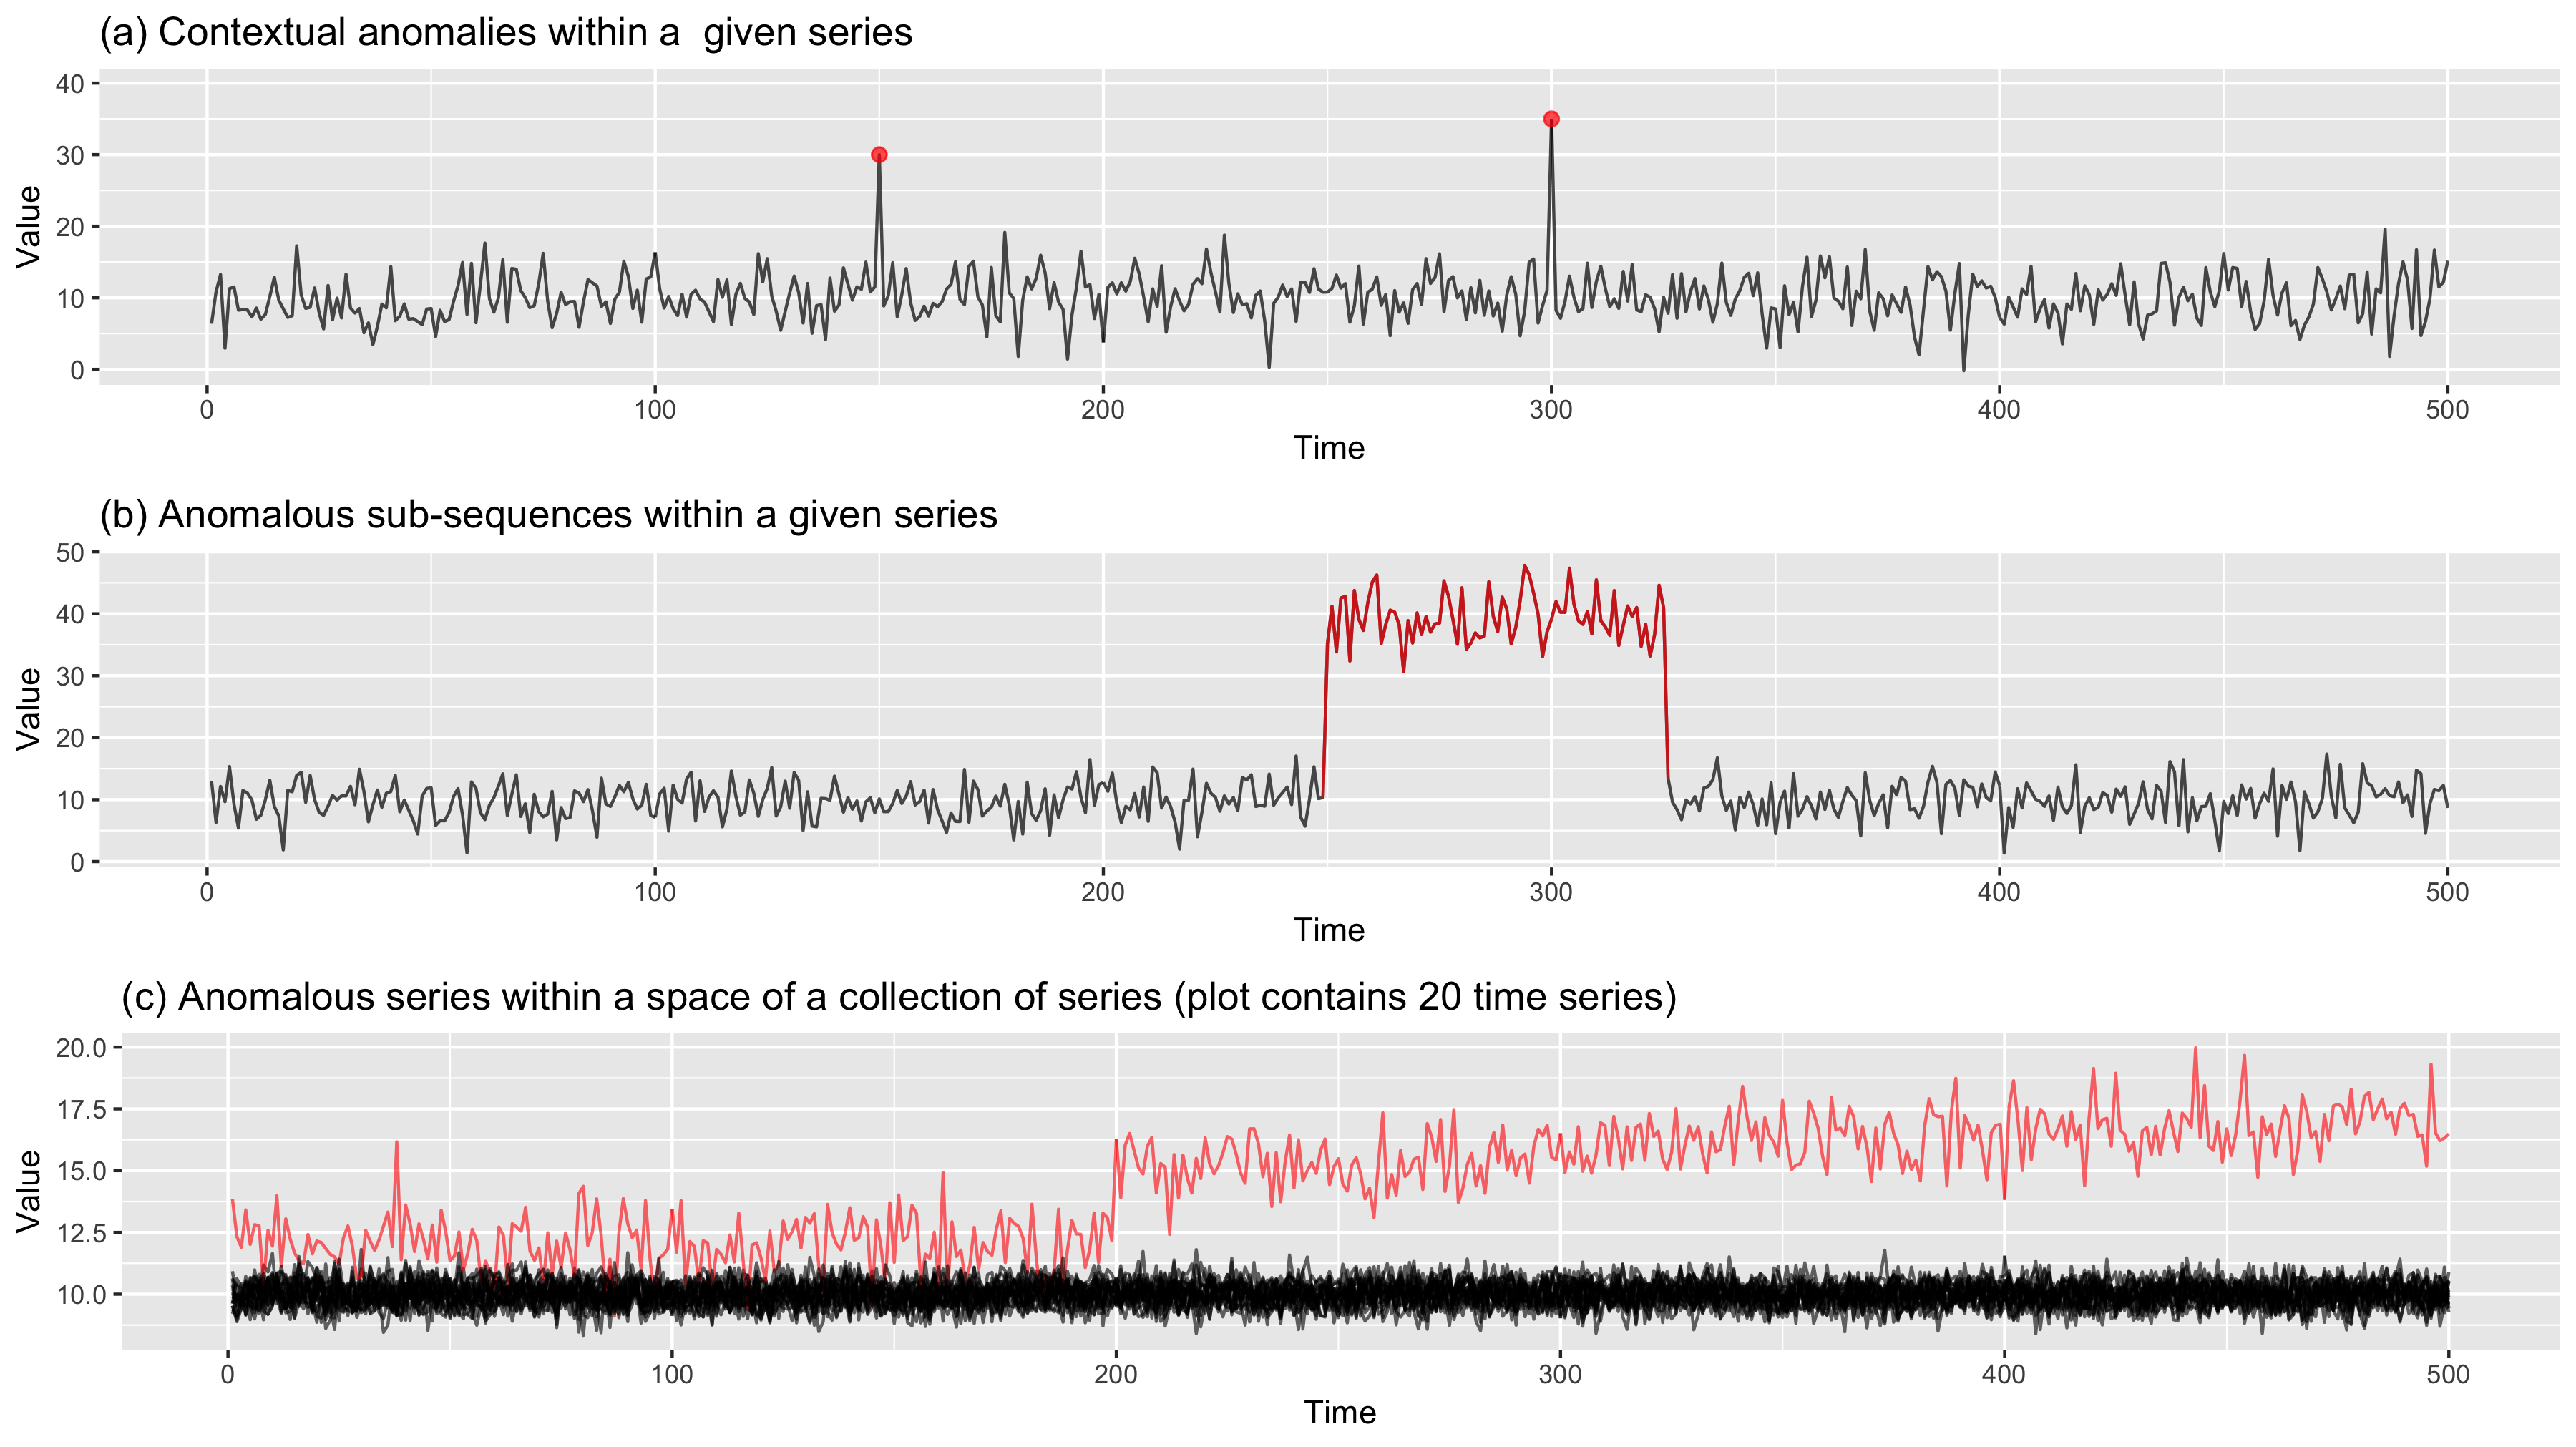 (a) Contextual anomalies within a  given series
40
30
20
10
0
Value
0 100 200 300 400 500
Time
(b) Anomalous sub-sequences within a given series
50
40
30
20
10
0
Value
0 100 200 300 400 500
Time
(c) Anomalous series within a space of a collection of series (plot contains 20 time series)
20.0
17.5
15.0
12.5
10.0
Value
0 100 200 300 400 500
Time